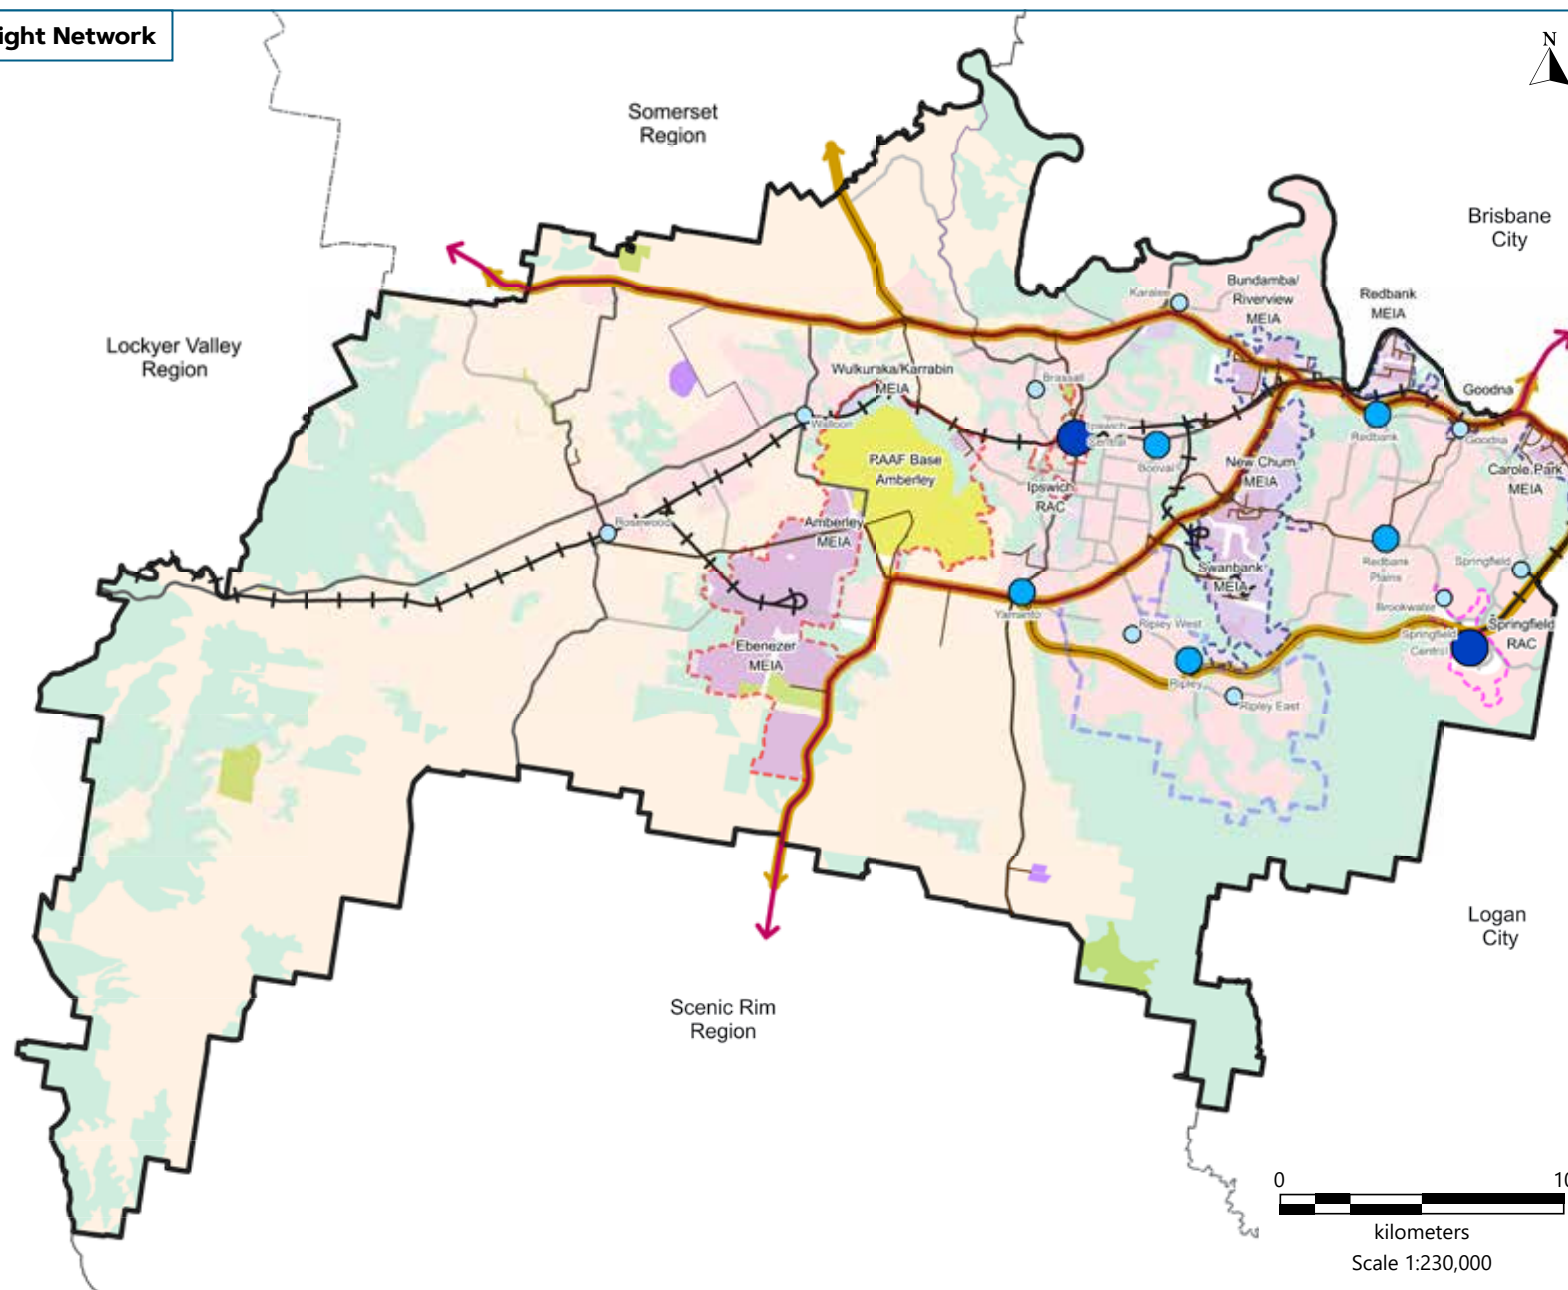 ight Network
N
Somerset
Region
Brisbane
City
Lockyer Valley
Region
Karalee
Bundamba/
Riverview
MEIA
Redbank
MEIA
Wulkuraka/Karrabin
MEIA
Brassall
Goodna
Walloon
Ipswich
Central
Booval
Redbank
Goodna
RAAF Base
Amberley
New Chum
MEIA
Carole Park
MEIA
Ipswich
RAC
Rosewood
Amberley
MEIA
Redbank
Plains
Springfield
Swanbank
MEIA
Brookwater
Yamanto
Ripley West
Springfield
RAC
Springfield
Central
Ebenezer
MEIA
Ripley
Ripley East
Logan
City
Scenic Rim
Region
0
10
kilometers
Scale 1:230,000